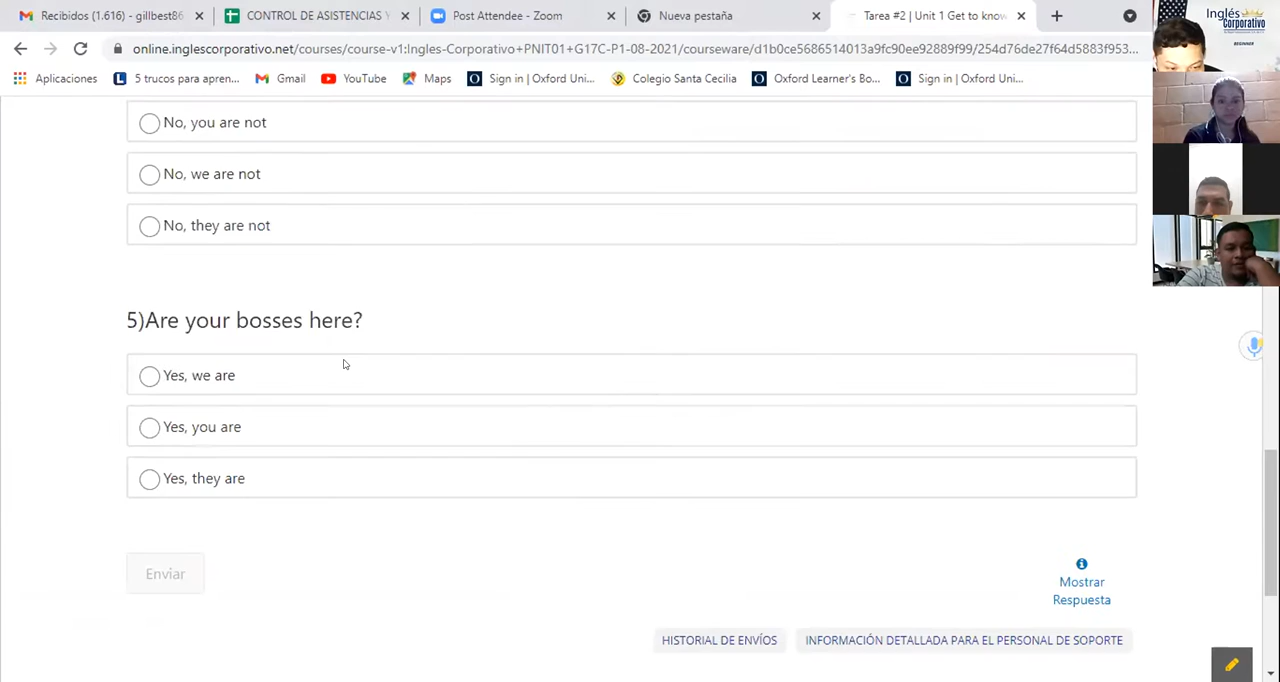 Recibidos (1.616) - gillbest86
CONTROL DE ASISTENCIAS Y
Post Attendee - Zoom
Nueva pestaña
Tarea #2 | Unit 1 Get to know
online.inglescorporativo.net/courses/course-v1:Ingles-Corporativo+PNIT01+G17C-P1-08-2021/courseware/d1b0ce5686514013a9fc90ee92889f99/254d76de27f64d5883f953...
Aplicaciones
5 trucos para apren...
Gmail
YouTube
Maps
Sign in | Oxford Uni...
Colegio Santa Cecilia
Oxford Learner's Bo...
Sign in | Oxford Uni...
Inglés
Corporativo
BEGINNER
No, you are not
No, we are not
No, they are not
5)Are your bosses here?
Yes, we are
Yes, you are
Yes, they are
Enviar
Mostrar
Respuesta
HISTORIAL DE ENVÍOS
INFORMACIÓN DETALLADA PARA EL PERSONAL DE SOPORTE